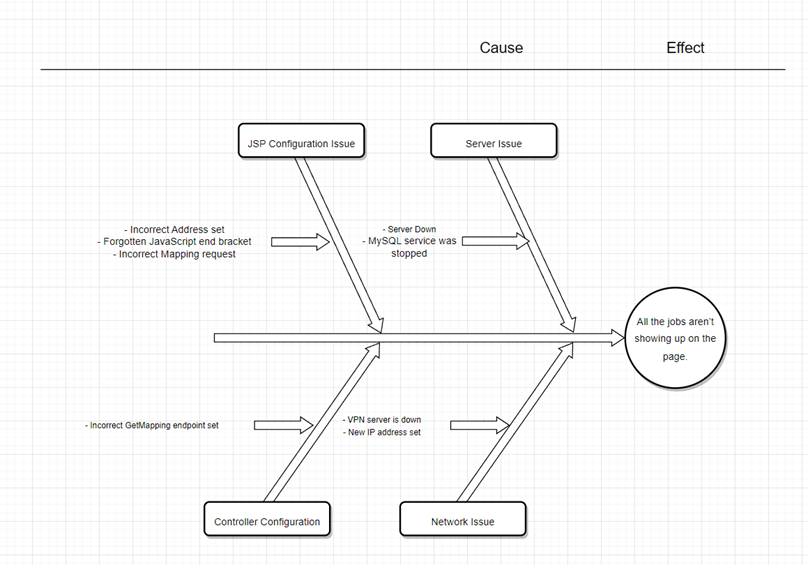 Cause
Effect
JSP Configuration Issue
Server Issue
- Incorrect Address set
- Forgotten JavaScript end bracket
- Incorrect Mapping request
- Server Down
- MySQL service was
stopped
All the jobs aren't
showing up on the
page.
- Incorrect GetMapping endpoint set
- VPN server is down
- New IP address set
Controller Configuration
Network Issue